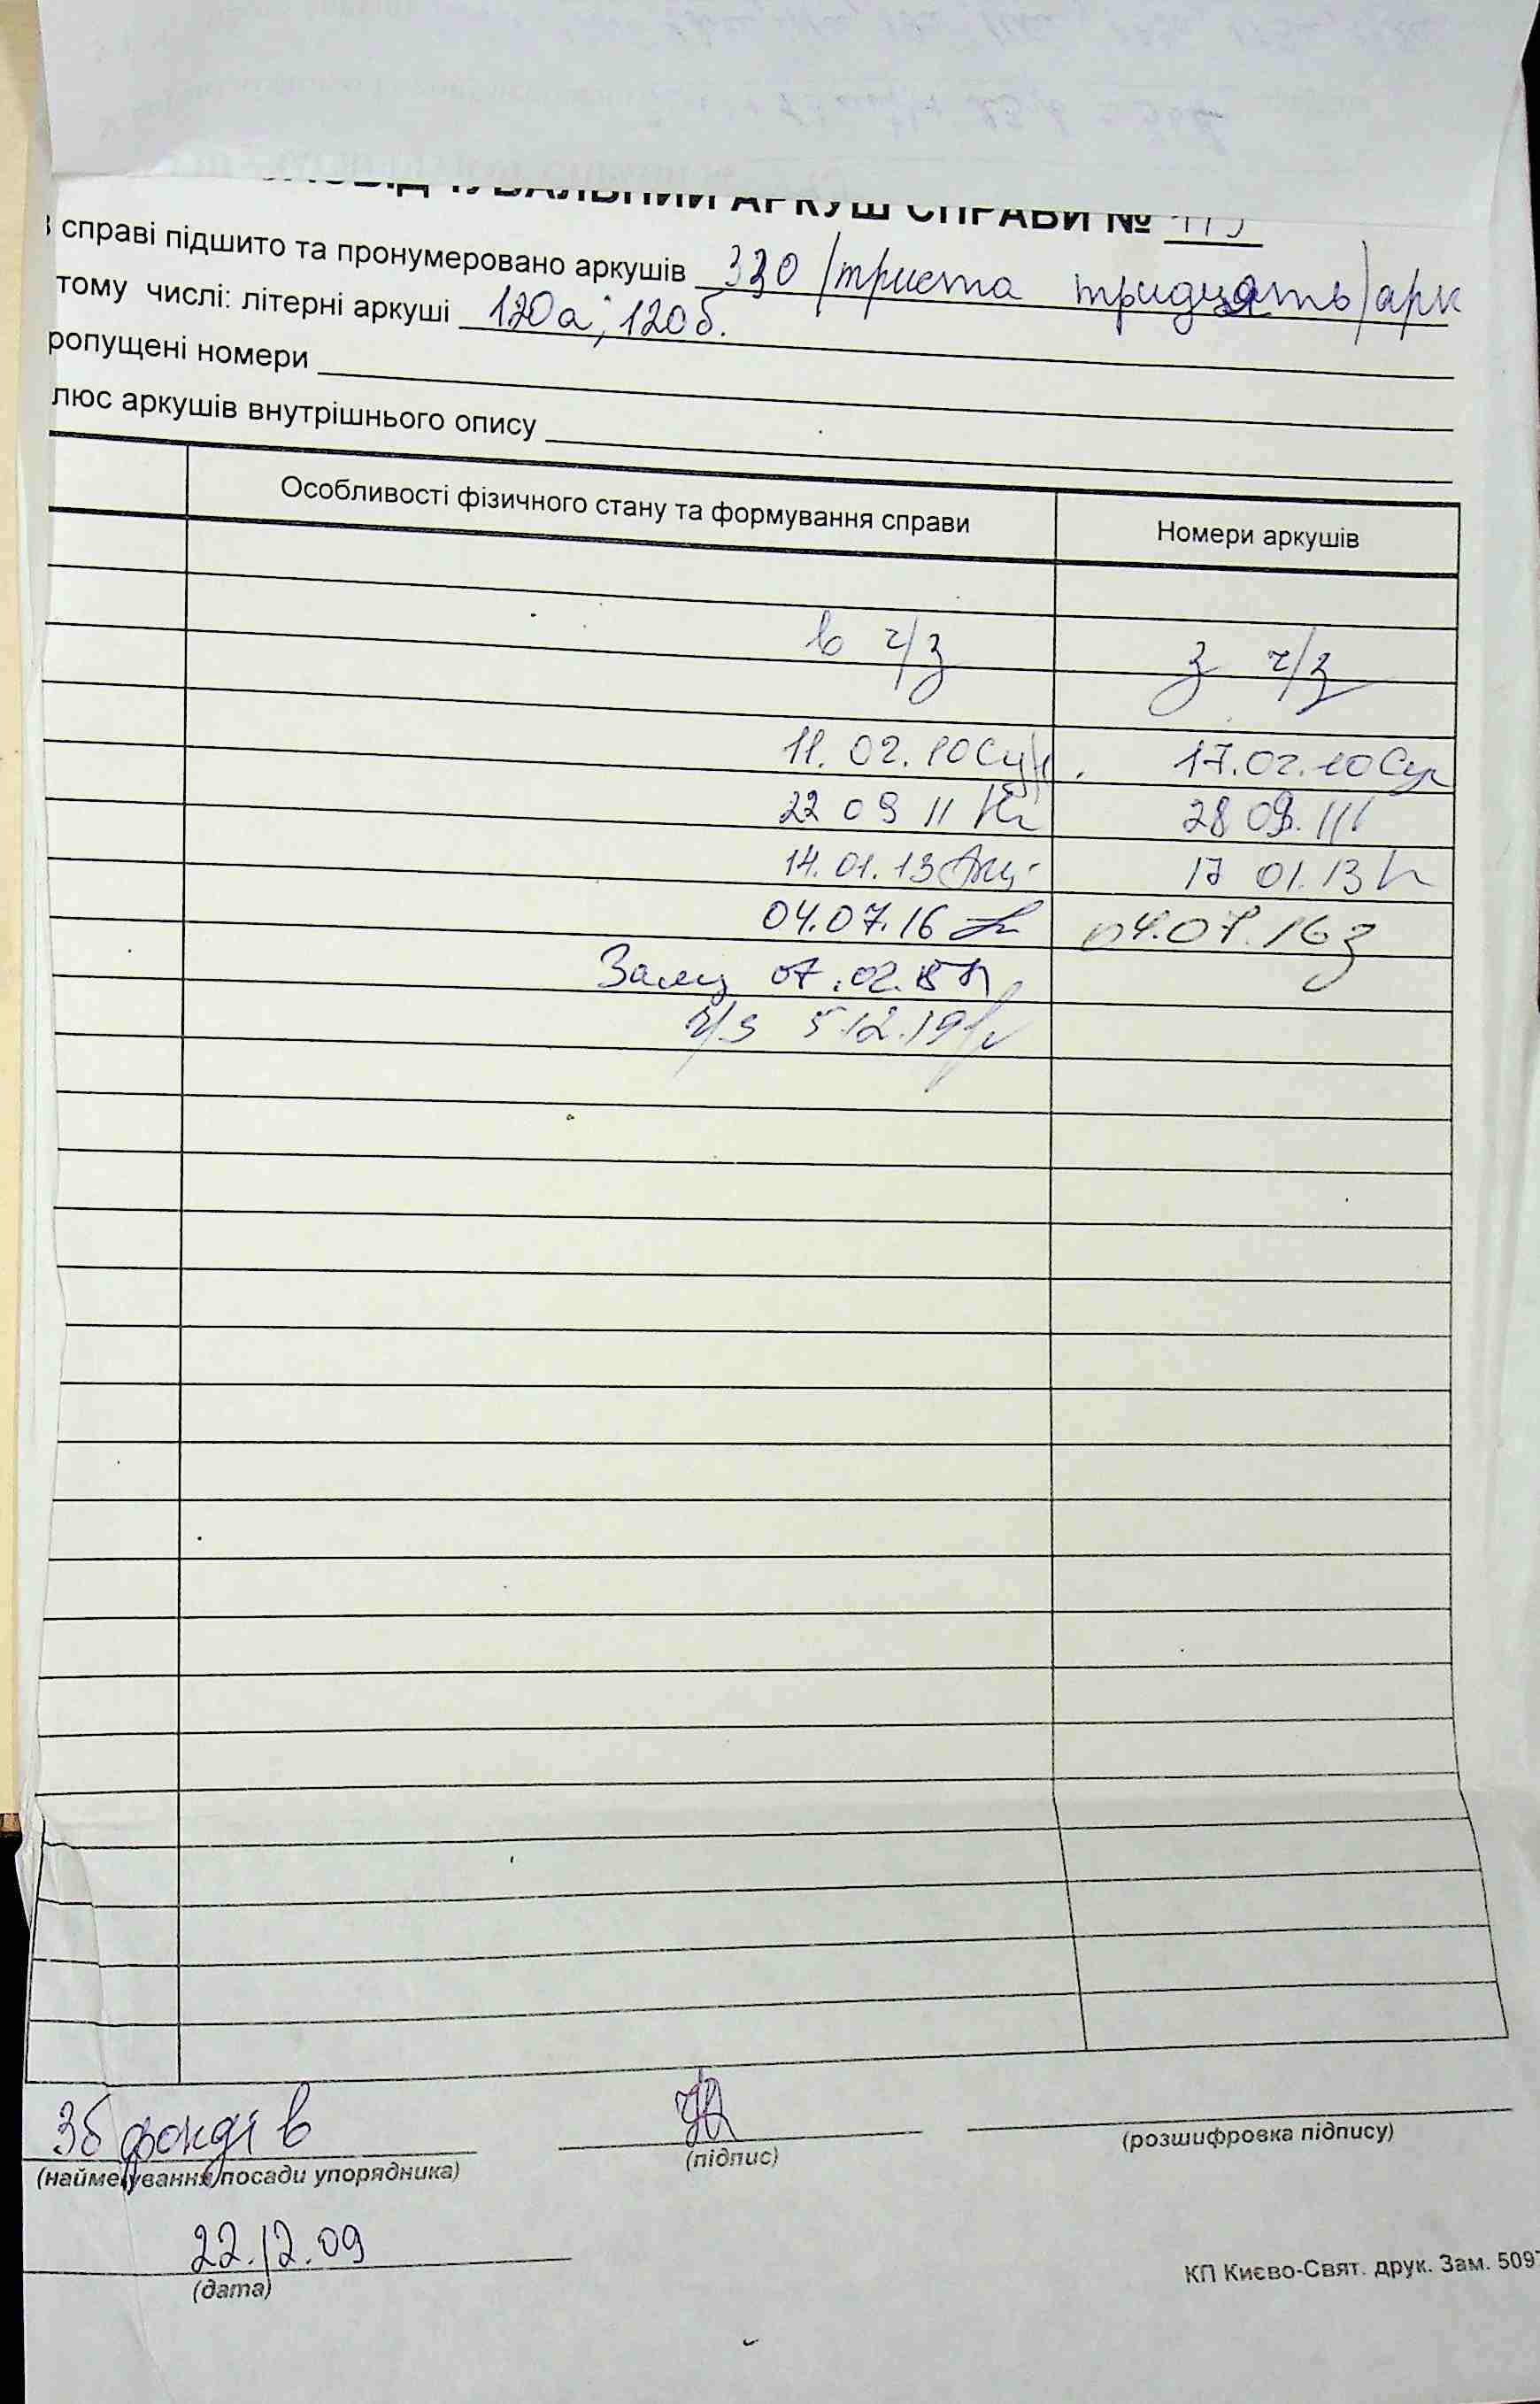 ЗАСВІДЧУВАЛЬНИЙ АРКУШ СПРАВИ №
В справі підшито та пронумеровано аркушів 330 /триста тридцять/ арк
тому числі: літерні аркуші 120а; 120б.
ропущені номери
люс аркушів внутрішнього опису
Особливості фізичного стану та формування справи Номери аркушів
в ч/з з ч/з
11.02.10 17.02.10
22 09 11 28 09. 11
14.01.13 17 01.13
04.07.16 04.07.16
07.02.18
ч/з 5 12.19
Зб фондів
(найменування посади упорядника) (підпис) (розшифровка підпису)
22.12.09
(дата)
КП Києво-Свят. друк. Зам. 509